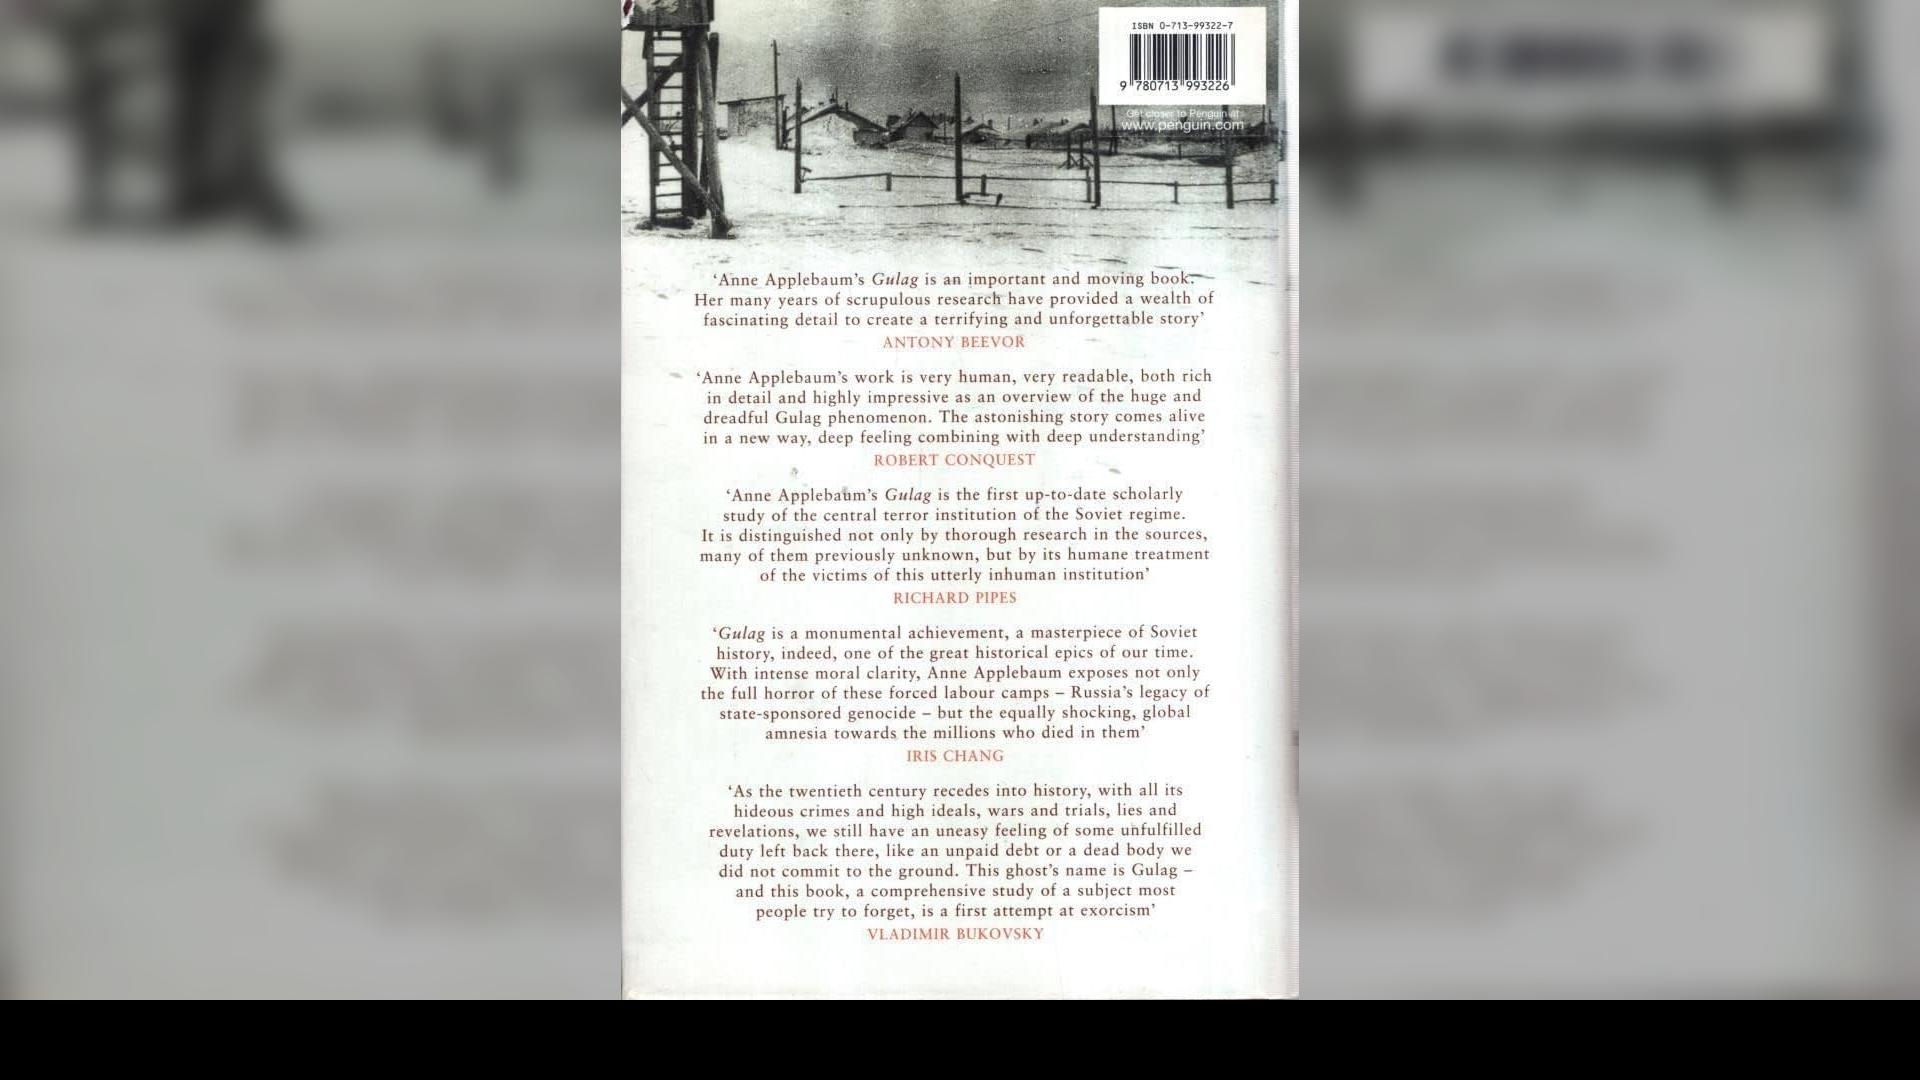 ISBN 0-713-99322-7
9 780713 993226
Get closer to Penguin at
www.penguin.com
‘Anne Applebaum’s Gulag is an important and moving book.
Her many years of scrupulous research have provided a wealth of
fascinating detail to create a terrifying and unforgettable story’
ANTONY BEEVOR
‘Anne Applebaum’s work is very human, very readable, both rich
in detail and highly impressive as an overview of the huge and
dreadful Gulag phenomenon. The astonishing story comes alive
in a new way, deep feeling combining with deep understanding’
ROBERT CONQUEST
‘Anne Applebaum’s Gulag is the first up-to-date scholarly
study of the central terror institution of the Soviet regime.
It is distinguished not only by thorough research in the sources,
many of them previously unknown, but by its humane treatment
of the victims of this utterly inhuman institution’
RICHARD PIPES
‘Gulag is a monumental achievement, a masterpiece of Soviet
history, indeed, one of the great historical epics of our time.
With intense moral clarity, Anne Applebaum exposes not only
the full horror of these forced labour camps – Russia’s legacy of
state-sponsored genocide – but the equally shocking, global
amnesia towards the millions who died in them’
IRIS CHANG
‘As the twentieth century recedes into history, with all its
hideous crimes and high ideals, wars and trials, lies and
revelations, we still have an uneasy feeling of some unfulfilled
duty left back there, like an unpaid debt or a dead body we
did not commit to the ground. This ghost’s name is Gulag –
and this book, a comprehensive study of a subject most
people try to forget, is a first attempt at exorcism’
VLADIMIR BUKOVSKY